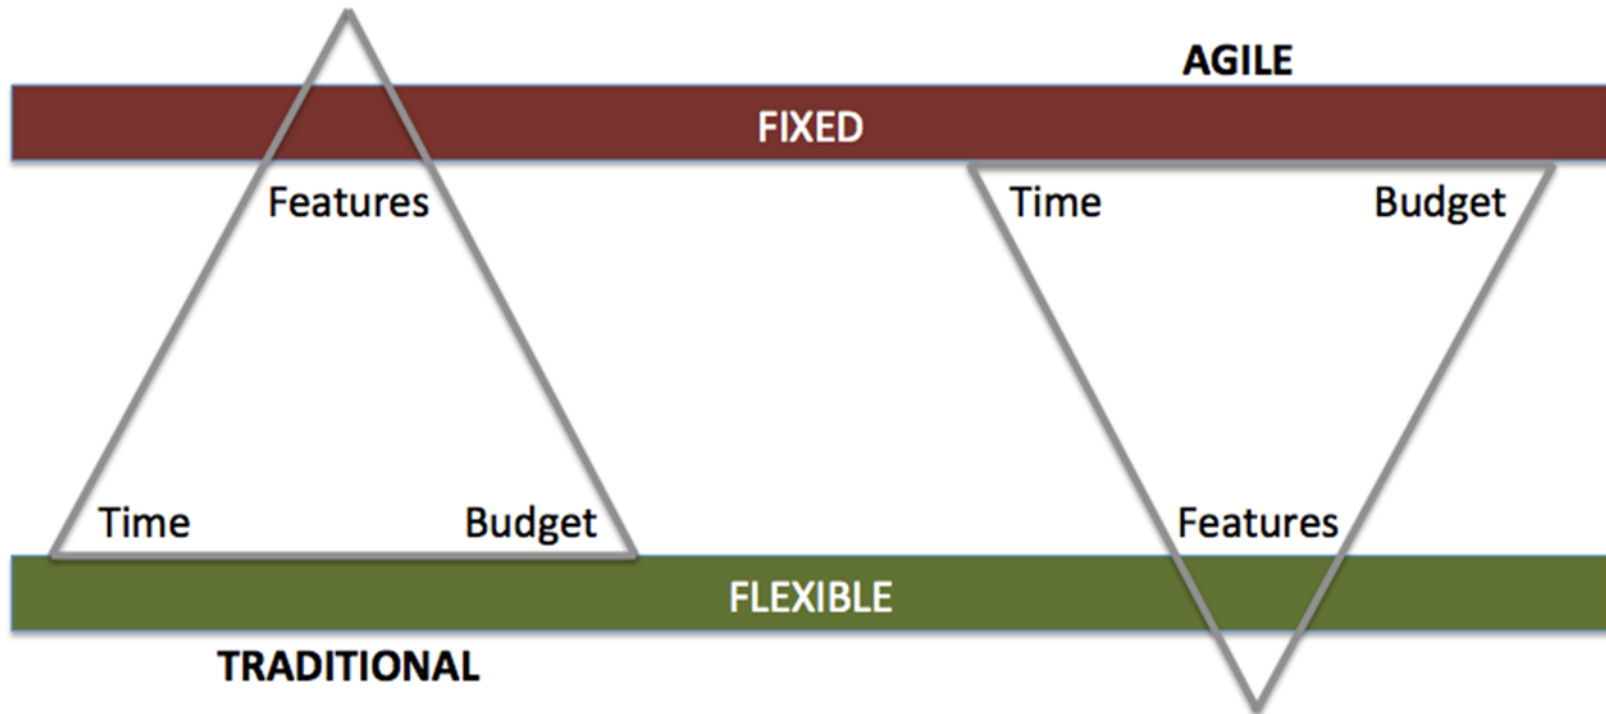 AGILE
FIXED
Features
Time Budget
Time Budget
Features
FLEXIBLE
TRADITIONAL